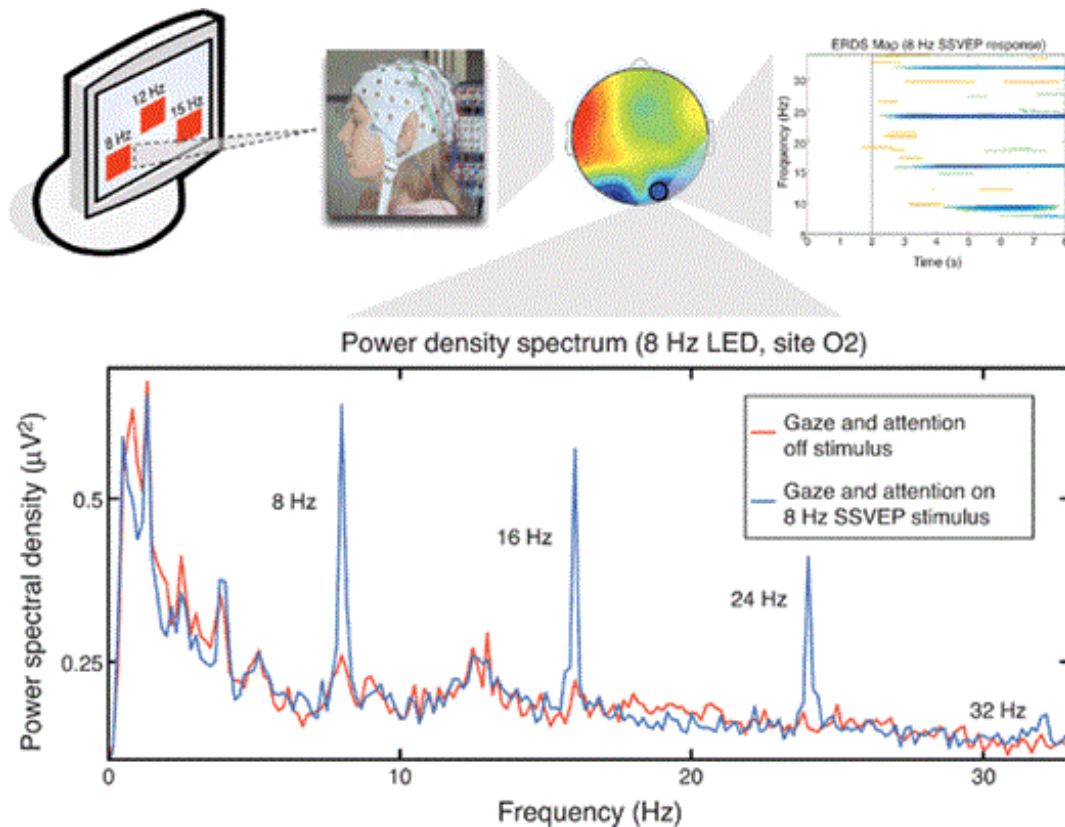 12 Hz
15 Hz
8 Hz
ERDS Map (8 Hz SSVEP response)
Frequency (Hz)
30
25
20
15
10
5
0 1 2 3 4 5 6 7 8
Time (s)
Power density spectrum (8 Hz LED, site O2)
Power spectral density (µV²)
0.5
0.25
8 Hz
16 Hz
24 Hz
32 Hz
Gaze and attention
off stimulus
Gaze and attention on
8 Hz SSVEP stimulus
0 10 20 30
Frequency (Hz)